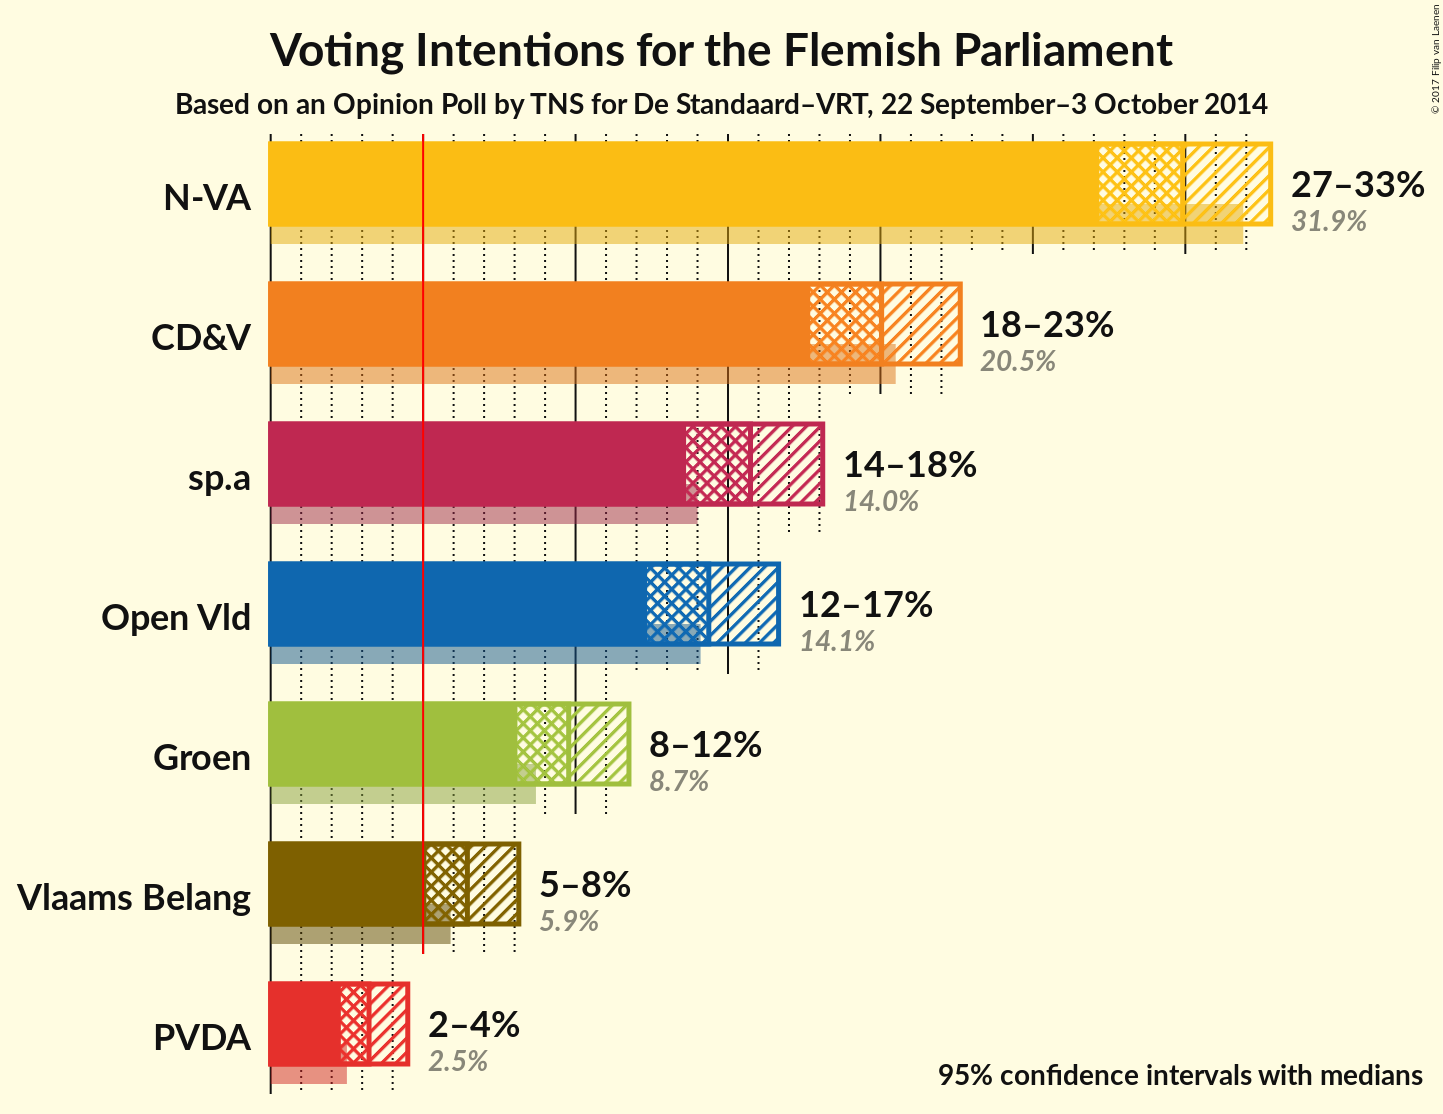 Voting Intentions for the Flemish Parliament
Based on an Opinion Poll by TNS for De Standaard–VRT, 22 September–3 October 2014
© 2017 Filip van Laenen
N-VA
27–33%
31.9%
CD&V
18–23%
20.5%
sp.a
14–18%
14.0%
Open Vld
12–17%
14.1%
Groen
8–12%
8.7%
Vlaams Belang
5–8%
5.9%
PVDA
2–4%
2.5%
95% confidence intervals with medians